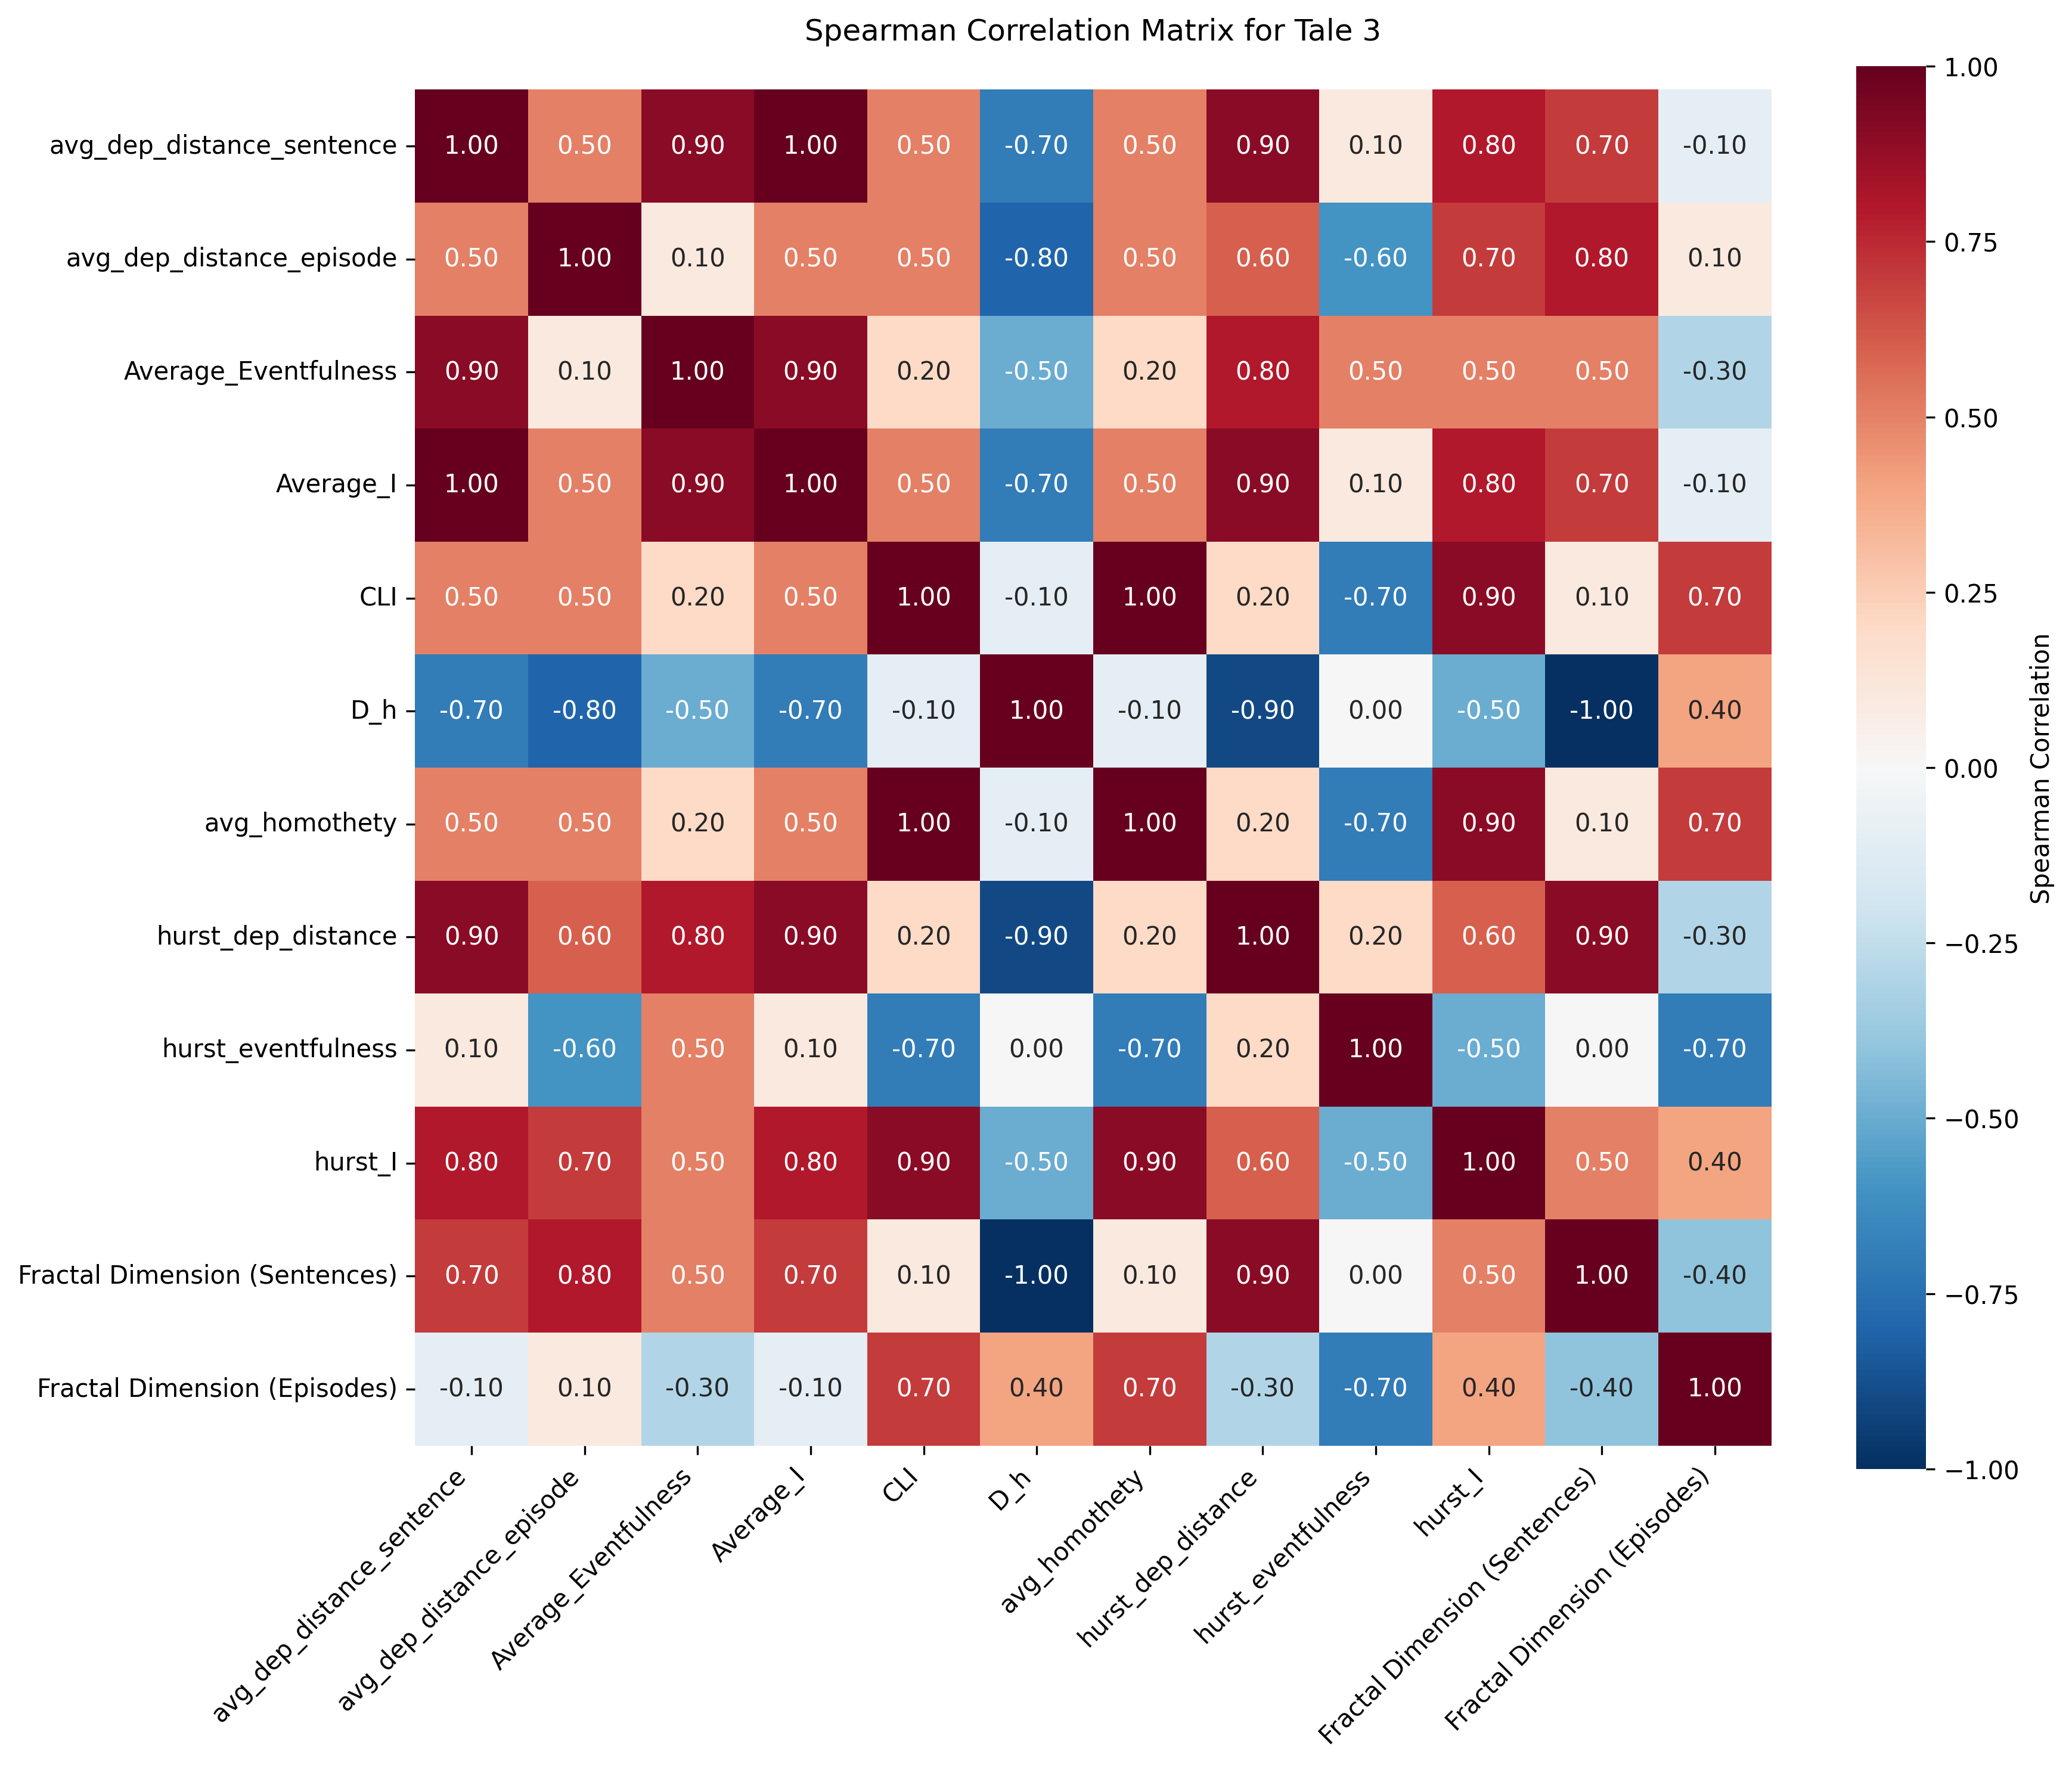 Spearman Correlation Matrix for Tale 3
avg_dep_distance_sentence 1.00 0.50 0.90 1.00 0.50 -0.70 0.50 0.90 0.10 0.80 0.70 -0.10
avg_dep_distance_episode 0.50 1.00 0.10 0.50 0.50 -0.80 0.50 0.60 -0.60 0.70 0.80 0.10
Average_Eventfulness 0.90 0.10 1.00 0.90 0.20 -0.50 0.20 0.80 0.50 0.50 0.50 -0.30
Average_I 1.00 0.50 0.90 1.00 0.50 -0.70 0.50 0.90 0.10 0.80 0.70 -0.10
CLI 0.50 0.50 0.20 0.50 1.00 -0.10 1.00 0.20 -0.70 0.90 0.10 0.70
D_h -0.70 -0.80 -0.50 -0.70 -0.10 1.00 -0.10 -0.90 0.00 -0.50 -1.00 0.40
avg_homothety 0.50 0.50 0.20 0.50 1.00 -0.10 1.00 0.20 -0.70 0.90 0.10 0.70
hurst_dep_distance 0.90 0.60 0.80 0.90 0.20 -0.90 0.20 1.00 0.20 0.60 0.90 -0.30
hurst_eventfulness 0.10 -0.60 0.50 0.10 -0.70 0.00 -0.70 0.20 1.00 -0.50 0.00 -0.70
hurst_I 0.80 0.70 0.50 0.80 0.90 -0.50 0.90 0.60 -0.50 1.00 0.50 0.40
Fractal Dimension (Sentences) 0.70 0.80 0.50 0.70 0.10 -1.00 0.10 0.90 0.00 0.50 1.00 -0.40
Fractal Dimension (Episodes) -0.10 0.10 -0.30 -0.10 0.70 0.40 0.70 -0.30 -0.70 0.40 -0.40 1.00
avg_dep_distance_sentence
avg_dep_distance_episode
Average_Eventfulness
Average_I
CLI
D_h
avg_homothety
hurst_dep_distance
hurst_eventfulness
hurst_I
Fractal Dimension (Sentences)
Fractal Dimension (Episodes)
1.00
0.75
0.50
0.25
0.00
−0.25
−0.50
−0.75
−1.00
Spearman Correlation